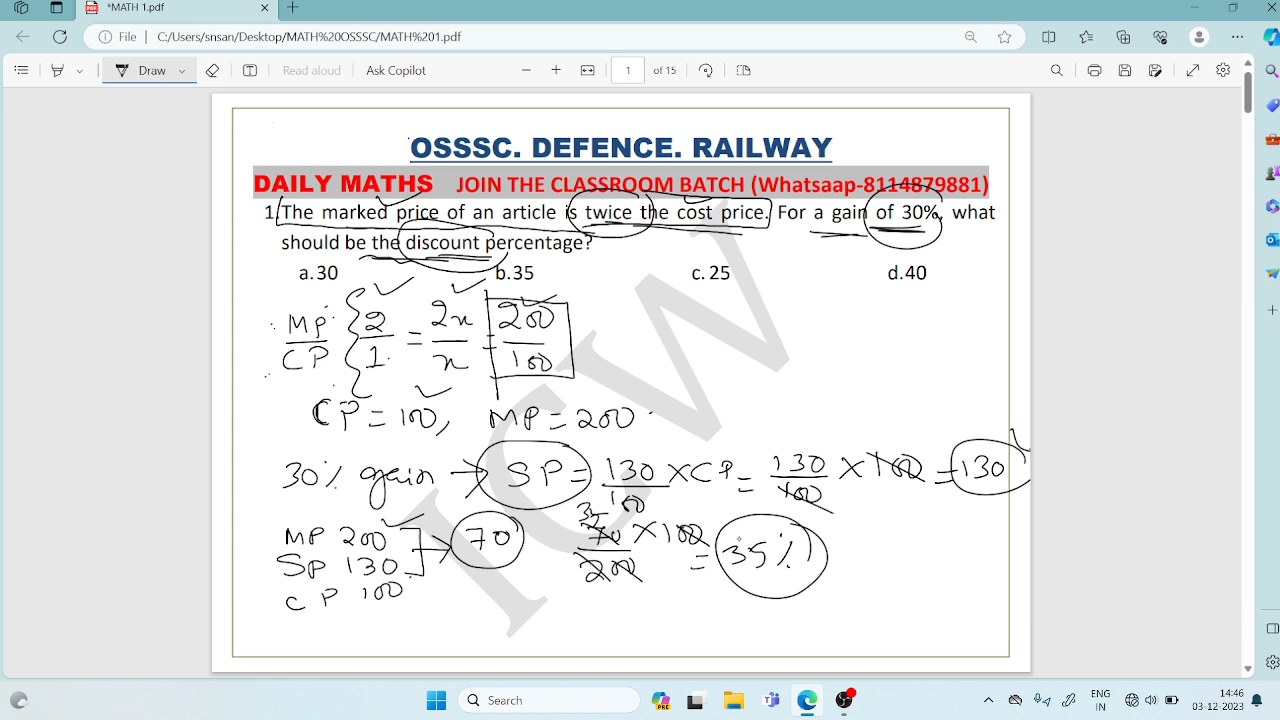 *MATH 1.pdf
File C:/Users/snsan/Desktop/MATH%20OSSSC/MATH%201.pdf
Draw Read aloud Ask Copilot 1 of 15
OSSSC. DEFENCE. RAILWAY
DAILY MATHS JOIN THE CLASSROOM BATCH (Whatsaap-8114879881)
1. The marked price of an article is twice the cost price. For a gain of 30%, what
should be the discount percentage?
a. 30 b. 35 c. 25 d. 40
MP/CP { 2/1 = 2x/x = 200/100
CP = 100, MP = 200
30% gain → SP = 130/100 × CP = 130/100 × 100 = 130
MP 200
SP 130 → 70 35 70/200 × 100 = 35%
CP 100
ICW
Search PRE ENG IN 14:46 03-12-2023